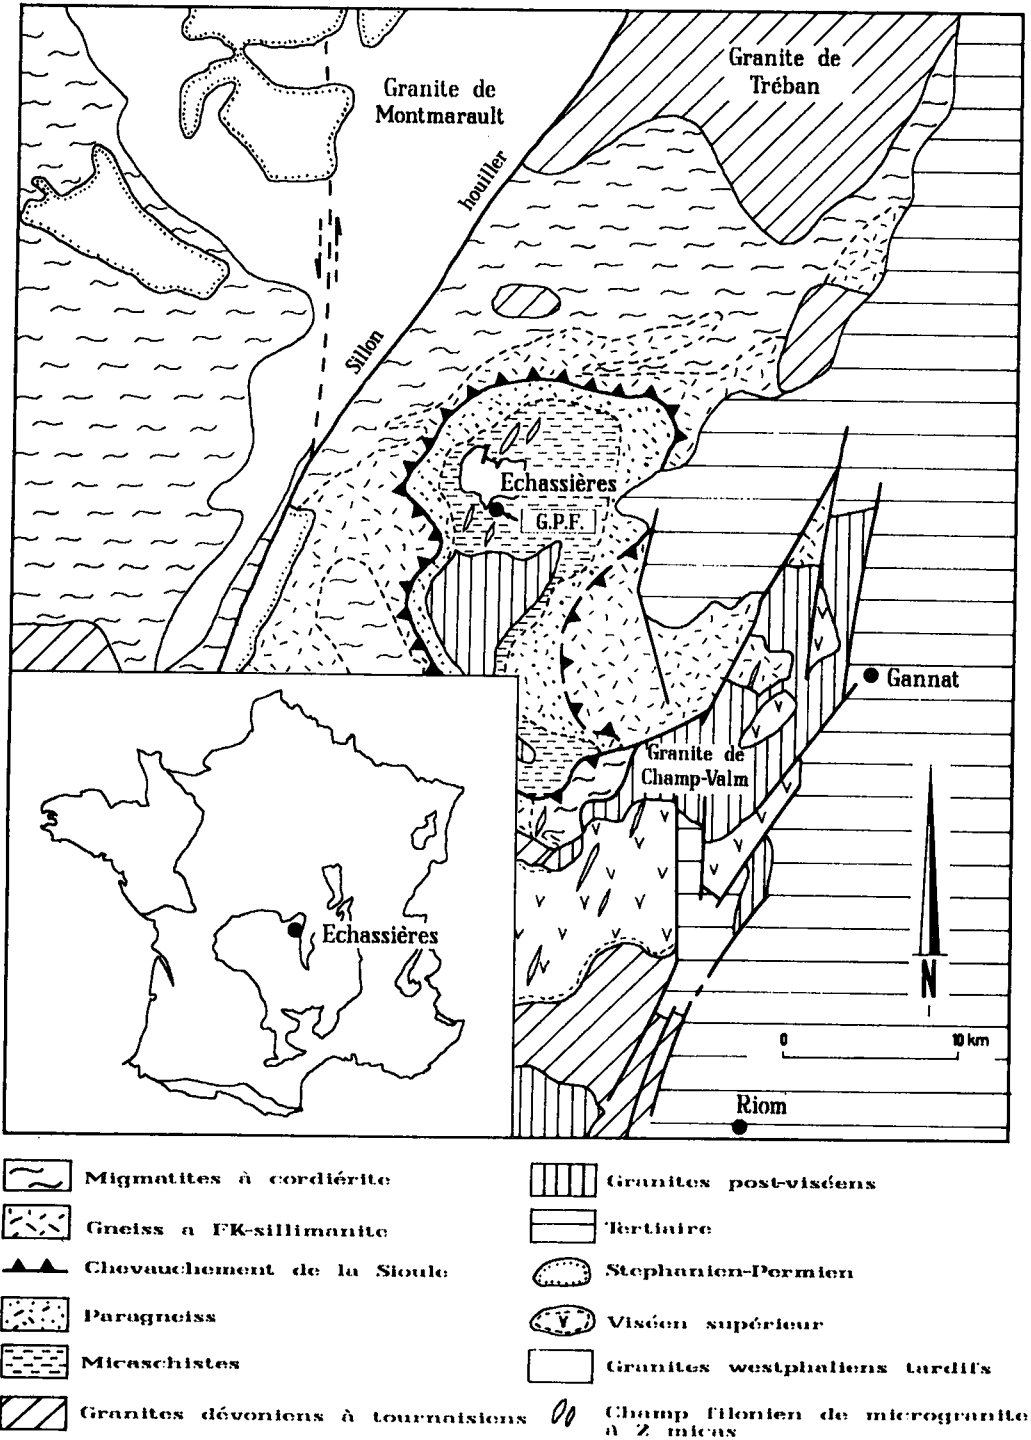 Granite de
Montmarault
Granite de
Tréban
houiller
Sillon
Echassières
G.P.F.
Gannat
Granite de
Champ-Valm
Echassières
N
0 10 km
Riom
Migmatites à cordiérite
Gneiss a FK-sillimanite
Chevauchement de la Sioule
Paragneiss
Micaschistes
Granites dévoniens à tournaisiens
Granites post-viséens
Tertiaire
Stephanien-Permien
Viséen supérieur
Granites westphaliens tardifs
Champ filonien de microgranite
à 2 micas